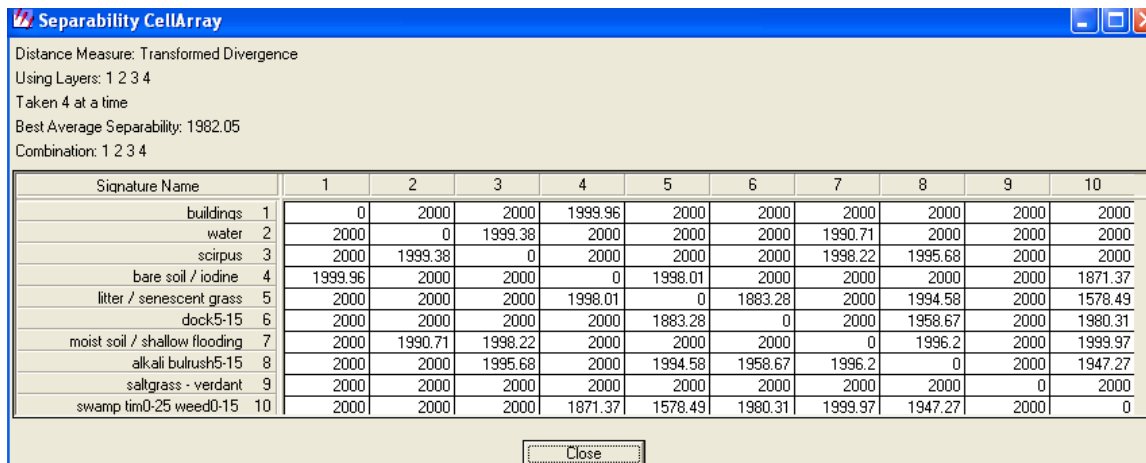 Separability CellArray
Distance Measure: Transformed Divergence
Using Layers: 1 2 3 4
Taken 4 at a time
Best Average Separability: 1982.05
Combination: 1 2 3 4
Signature Name 1 2 3 4 5 6 7 8 9 10
buildings 1 0 2000 2000 1999.96 2000 2000 2000 2000 2000 2000
water 2 2000 0 1999.38 2000 2000 2000 1990.71 2000 2000 2000
scirpus 3 2000 1999.38 0 2000 2000 2000 1998.22 1995.68 2000 2000
bare soil / iodine 4 1999.96 2000 2000 0 1998.01 2000 2000 2000 2000 1871.37
litter / senescent grass 5 2000 2000 2000 1998.01 0 1883.28 2000 1994.58 2000 1578.49
dock5-15 6 2000 2000 2000 2000 1883.28 0 2000 1958.67 2000 1980.31
moist soil / shallow flooding 7 2000 1990.71 1998.22 2000 2000 2000 0 1996.2 2000 1999.97
alkali bulrush5-15 8 2000 2000 1995.68 2000 1994.58 1958.67 1996.2 0 2000 1947.27
saltgrass - verdant 9 2000 2000 2000 2000 2000 2000 2000 2000 0 2000
swamp tim0-25 weed0-15 10 2000 2000 2000 1871.37 1578.49 1980.31 1999.97 1947.27 2000 0
Close